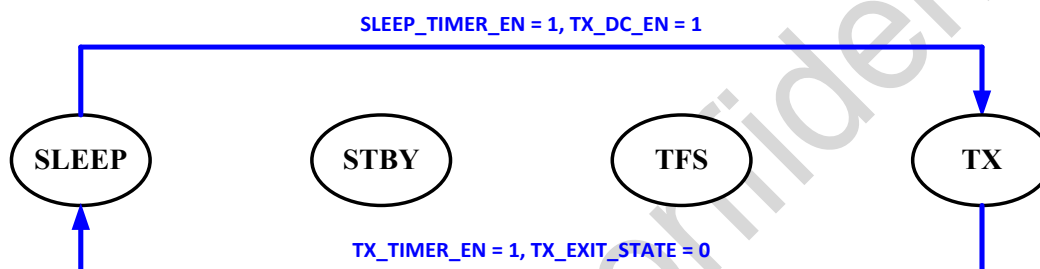 SLEEP_TIMER_EN = 1, TX_DC_EN = 1
SLEEP STBY TFS TX
TX_TIMER_EN = 1, TX_EXIT_STATE = 0